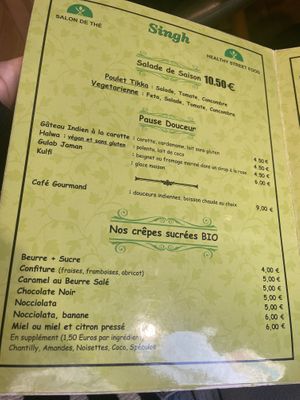 SALON DE THÉ
Singh
HEALTHY STREET FOOD
Salade de Saison 10.50 €
Poulet Tikka : Salade, Tomate, Concombre
Vegetarienne : Feta, Salade, Tomate, Concombre
Pause Douceur
Gâteau Indien à la carotte : carotte, cardamome, lait sans gluten 4.50 €
Halwa : végan et sans gluten : polenta, lait de coco 4.50 €
Gulab Jaman : beignet au fromage mariné dans un sirop à la rose 4.50 €
Kulfi : glace maison 6,00 €
Café Gourmand : douceurs indiennes, boisson chaude au choix 9,00 €
Nos crêpes sucrées BIO
Beurre + Sucre 4,00 €
Confiture (fraises, framboises, abricot) 5,00 €
Caramel au Beurre Salé 5,00 €
Chocolate Noir 5,00 €
Nocciolata 5,00 €
Nocciolata, banane 6,00 €
Miel ou miel et citron pressé 6,00 €
En supplément (1,50 Euros par ingrédient)
Chantilly, Amandes, Noisettes, Coco, Spéculos